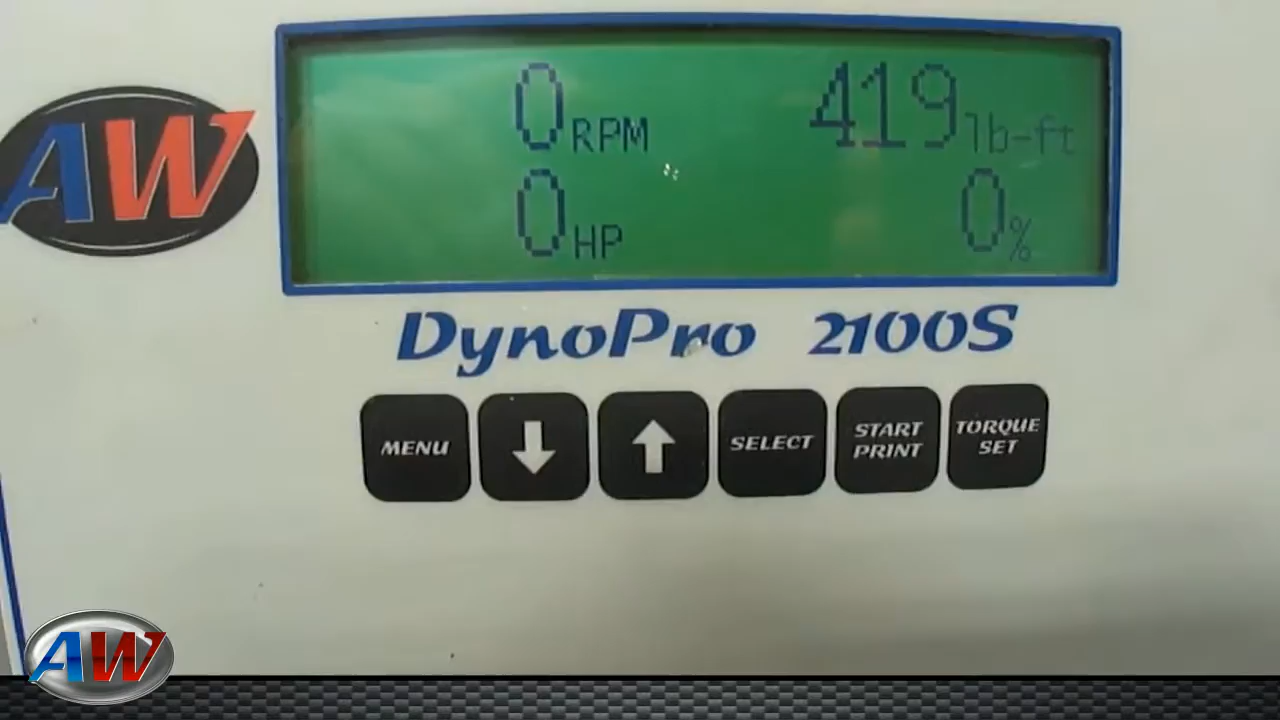 AW
0 RPM 419 lb-ft
0 HP 0 %
DynoPro 2100S
MENU
SELECT
START
PRINT
TORQUE
SET
AW